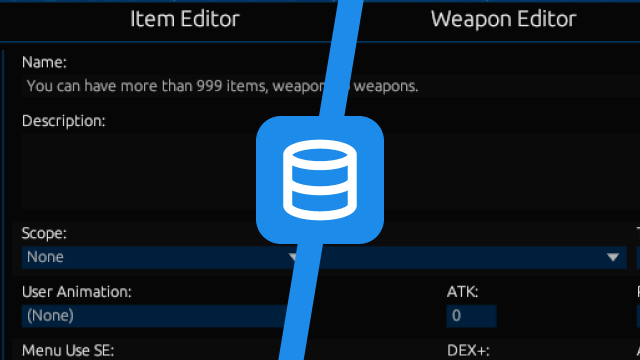 Item Editor
Weapon Editor
Name:
You can have more than 999 items, weapon weapons.
Description:
Scope:
None
User Animation:
ATK:
(None)
0
Menu Use SE:
DEX+: